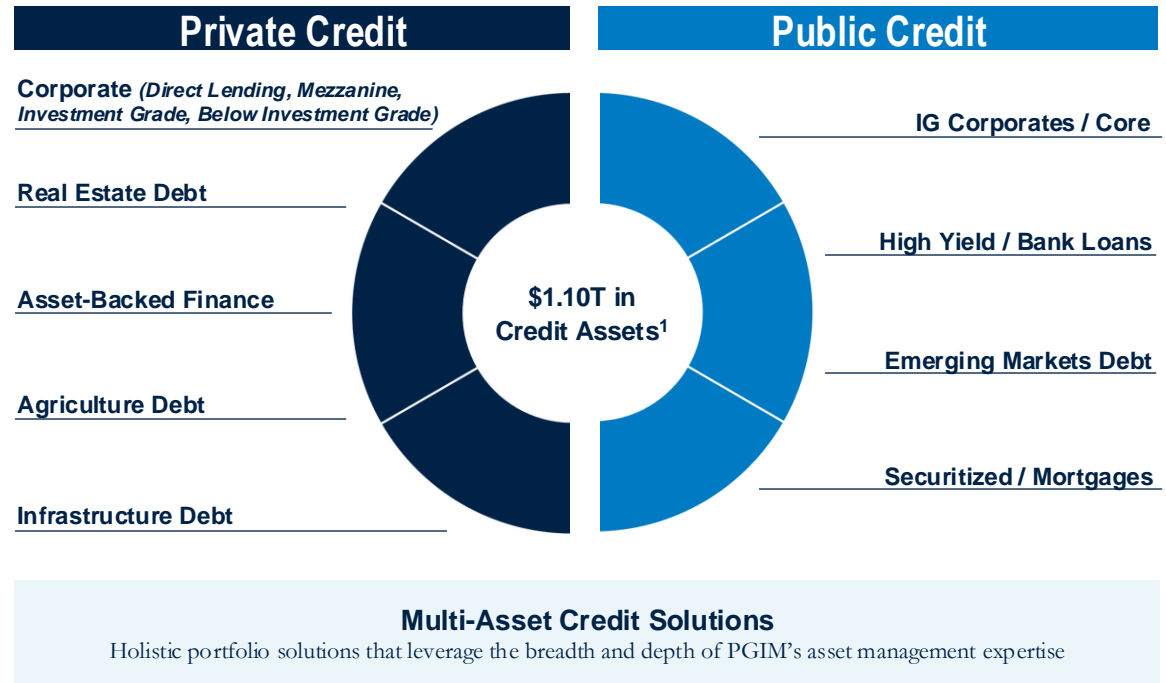 Private Credit
Corporate (Direct Lending, Mezzanine,
Investment Grade, Below Investment Grade)
Real Estate Debt
Asset-Backed Finance
Agriculture Debt
Infrastructure Debt
$1.10T in
Credit Assets¹
Public Credit
IG Corporates / Core
High Yield / Bank Loans
Emerging Markets Debt
Securitized / Mortgages
Multi-Asset Credit Solutions
Holistic portfolio solutions that leverage the breadth and depth of PGIM’s asset management expertise